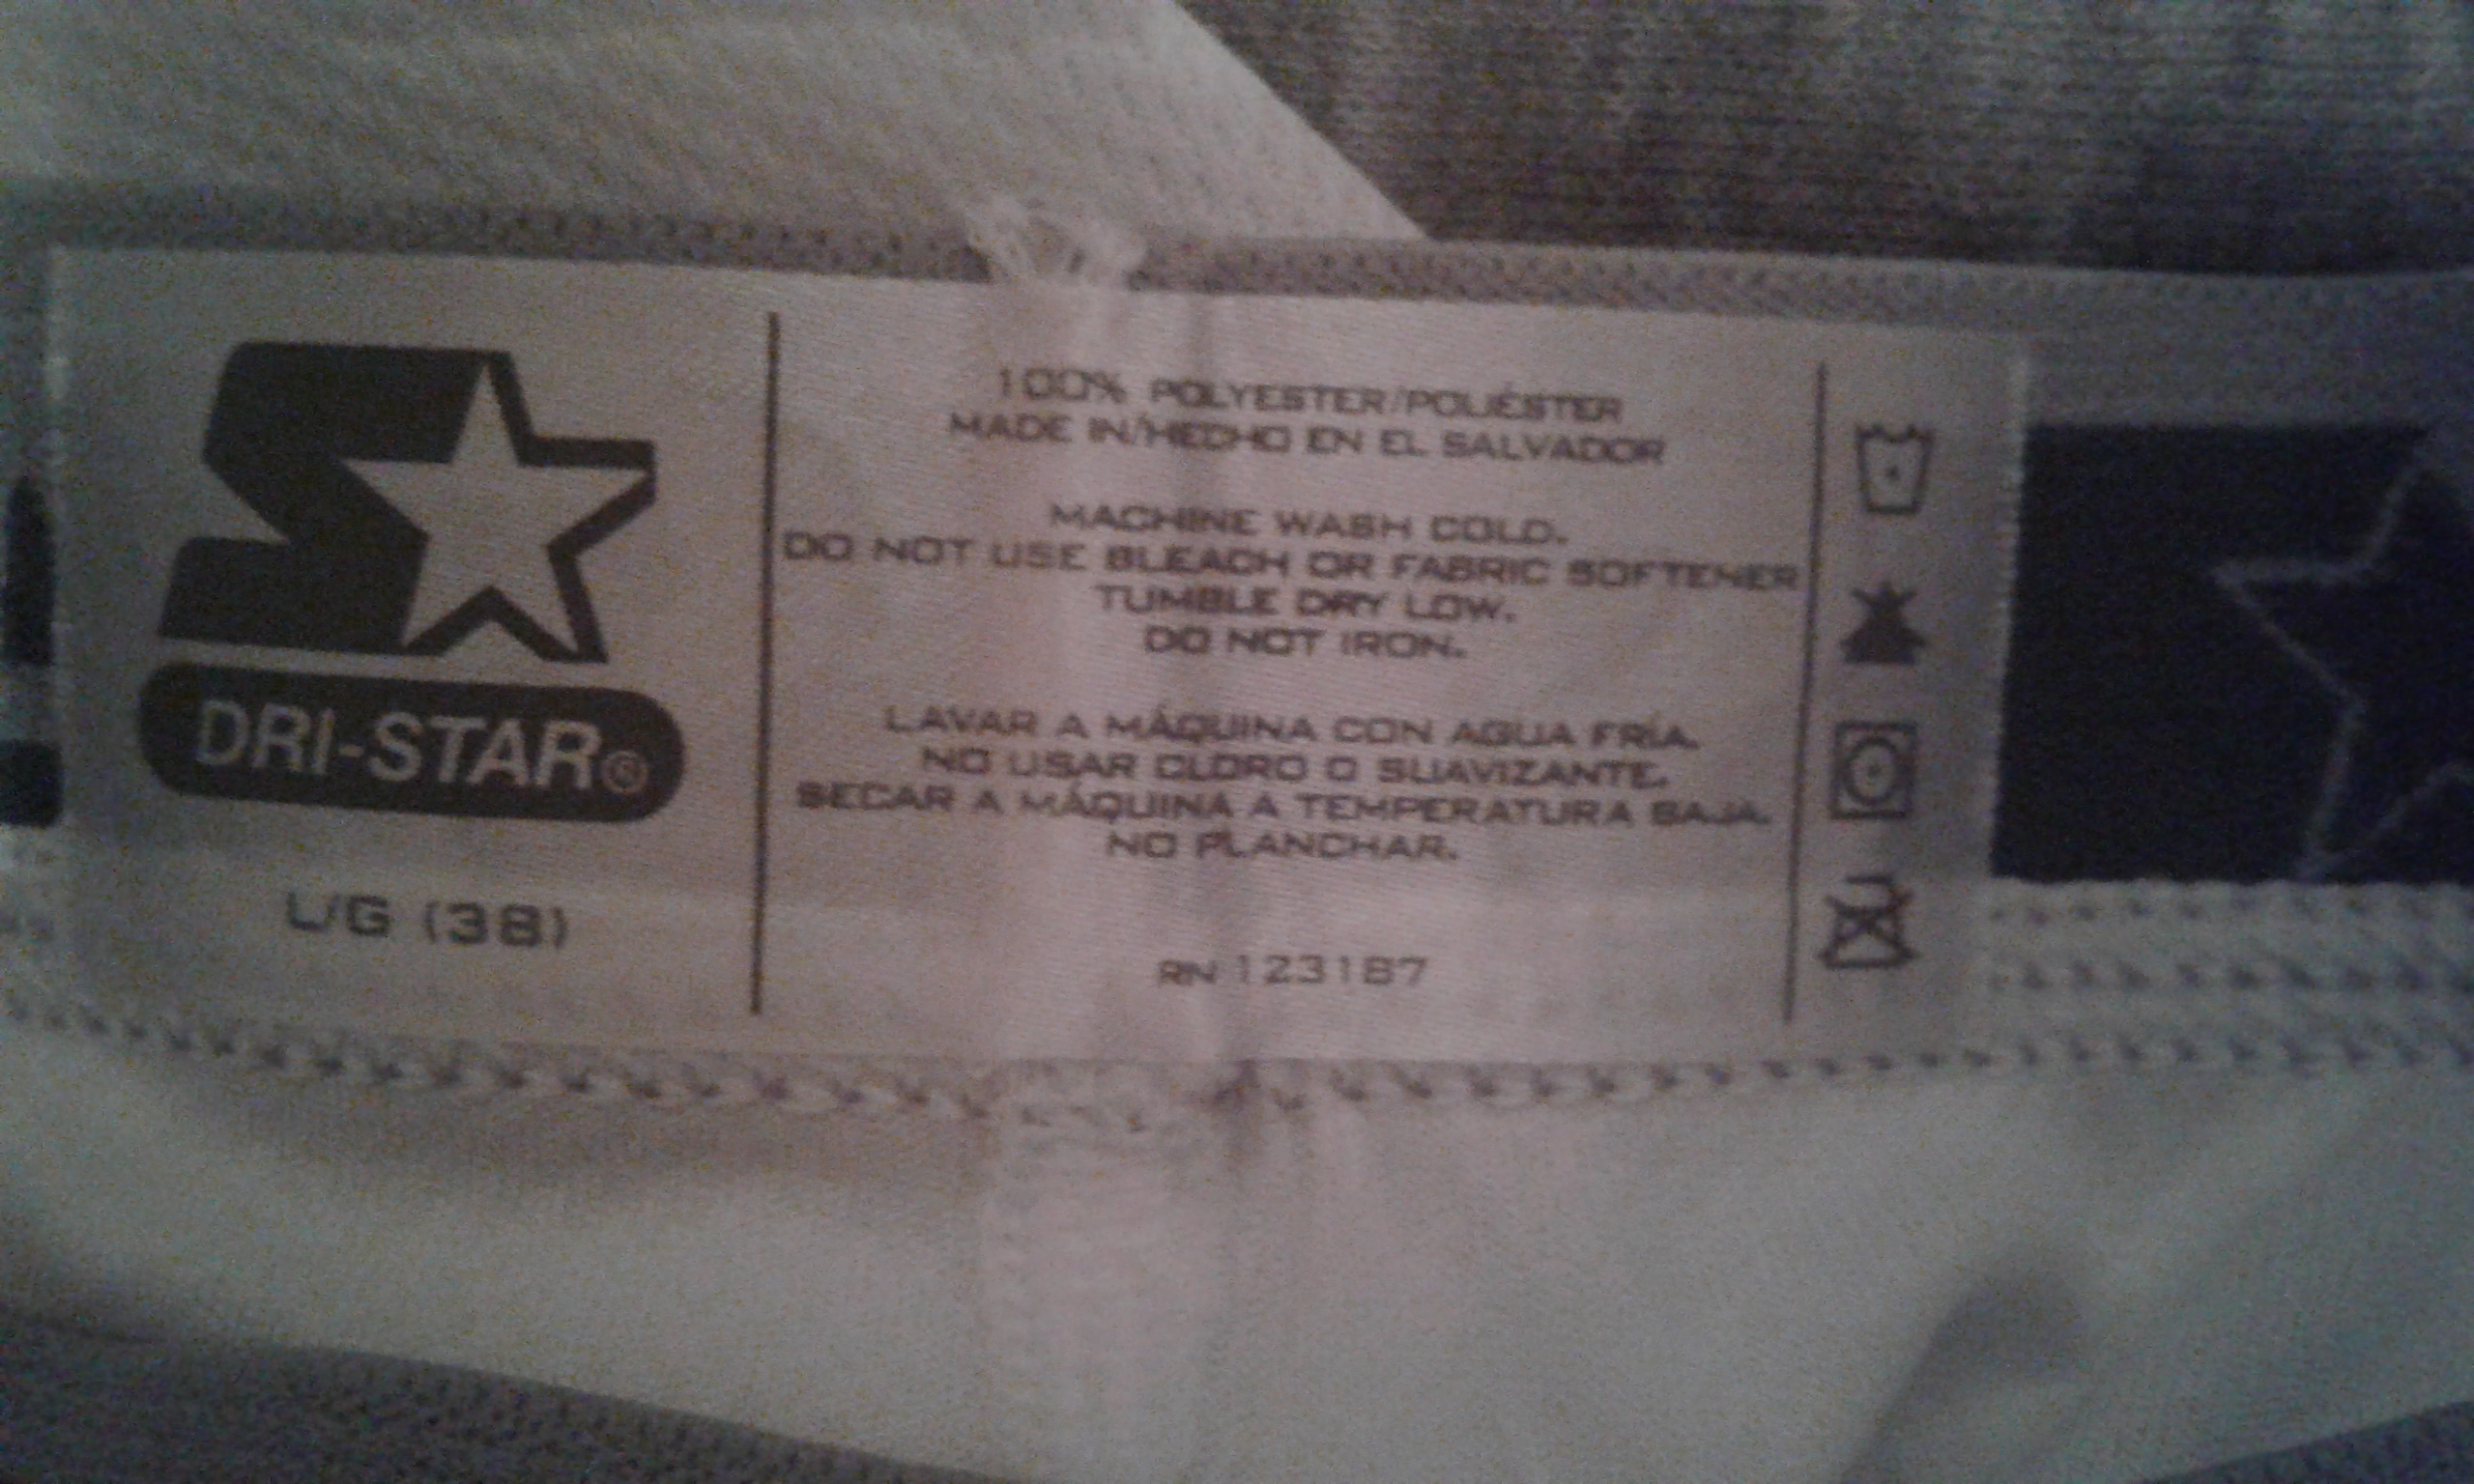 DRI-STAR®
L/G (38)
100% POLYESTER/POLIÉSTER
MADE IN/HECHO EN EL SALVADOR
MACHINE WASH COLD.
DO NOT USE BLEACH OR FABRIC SOFTENER
TUMBLE DRY LOW.
DO NOT IRON.
LAVAR A MÁQUINA CON AGUA FRÍA.
NO USAR CLORO O SUAVIZANTE.
SECAR A MÁQUINA A TEMPERATURA BAJA.
NO PLANCHAR.
RN 123187